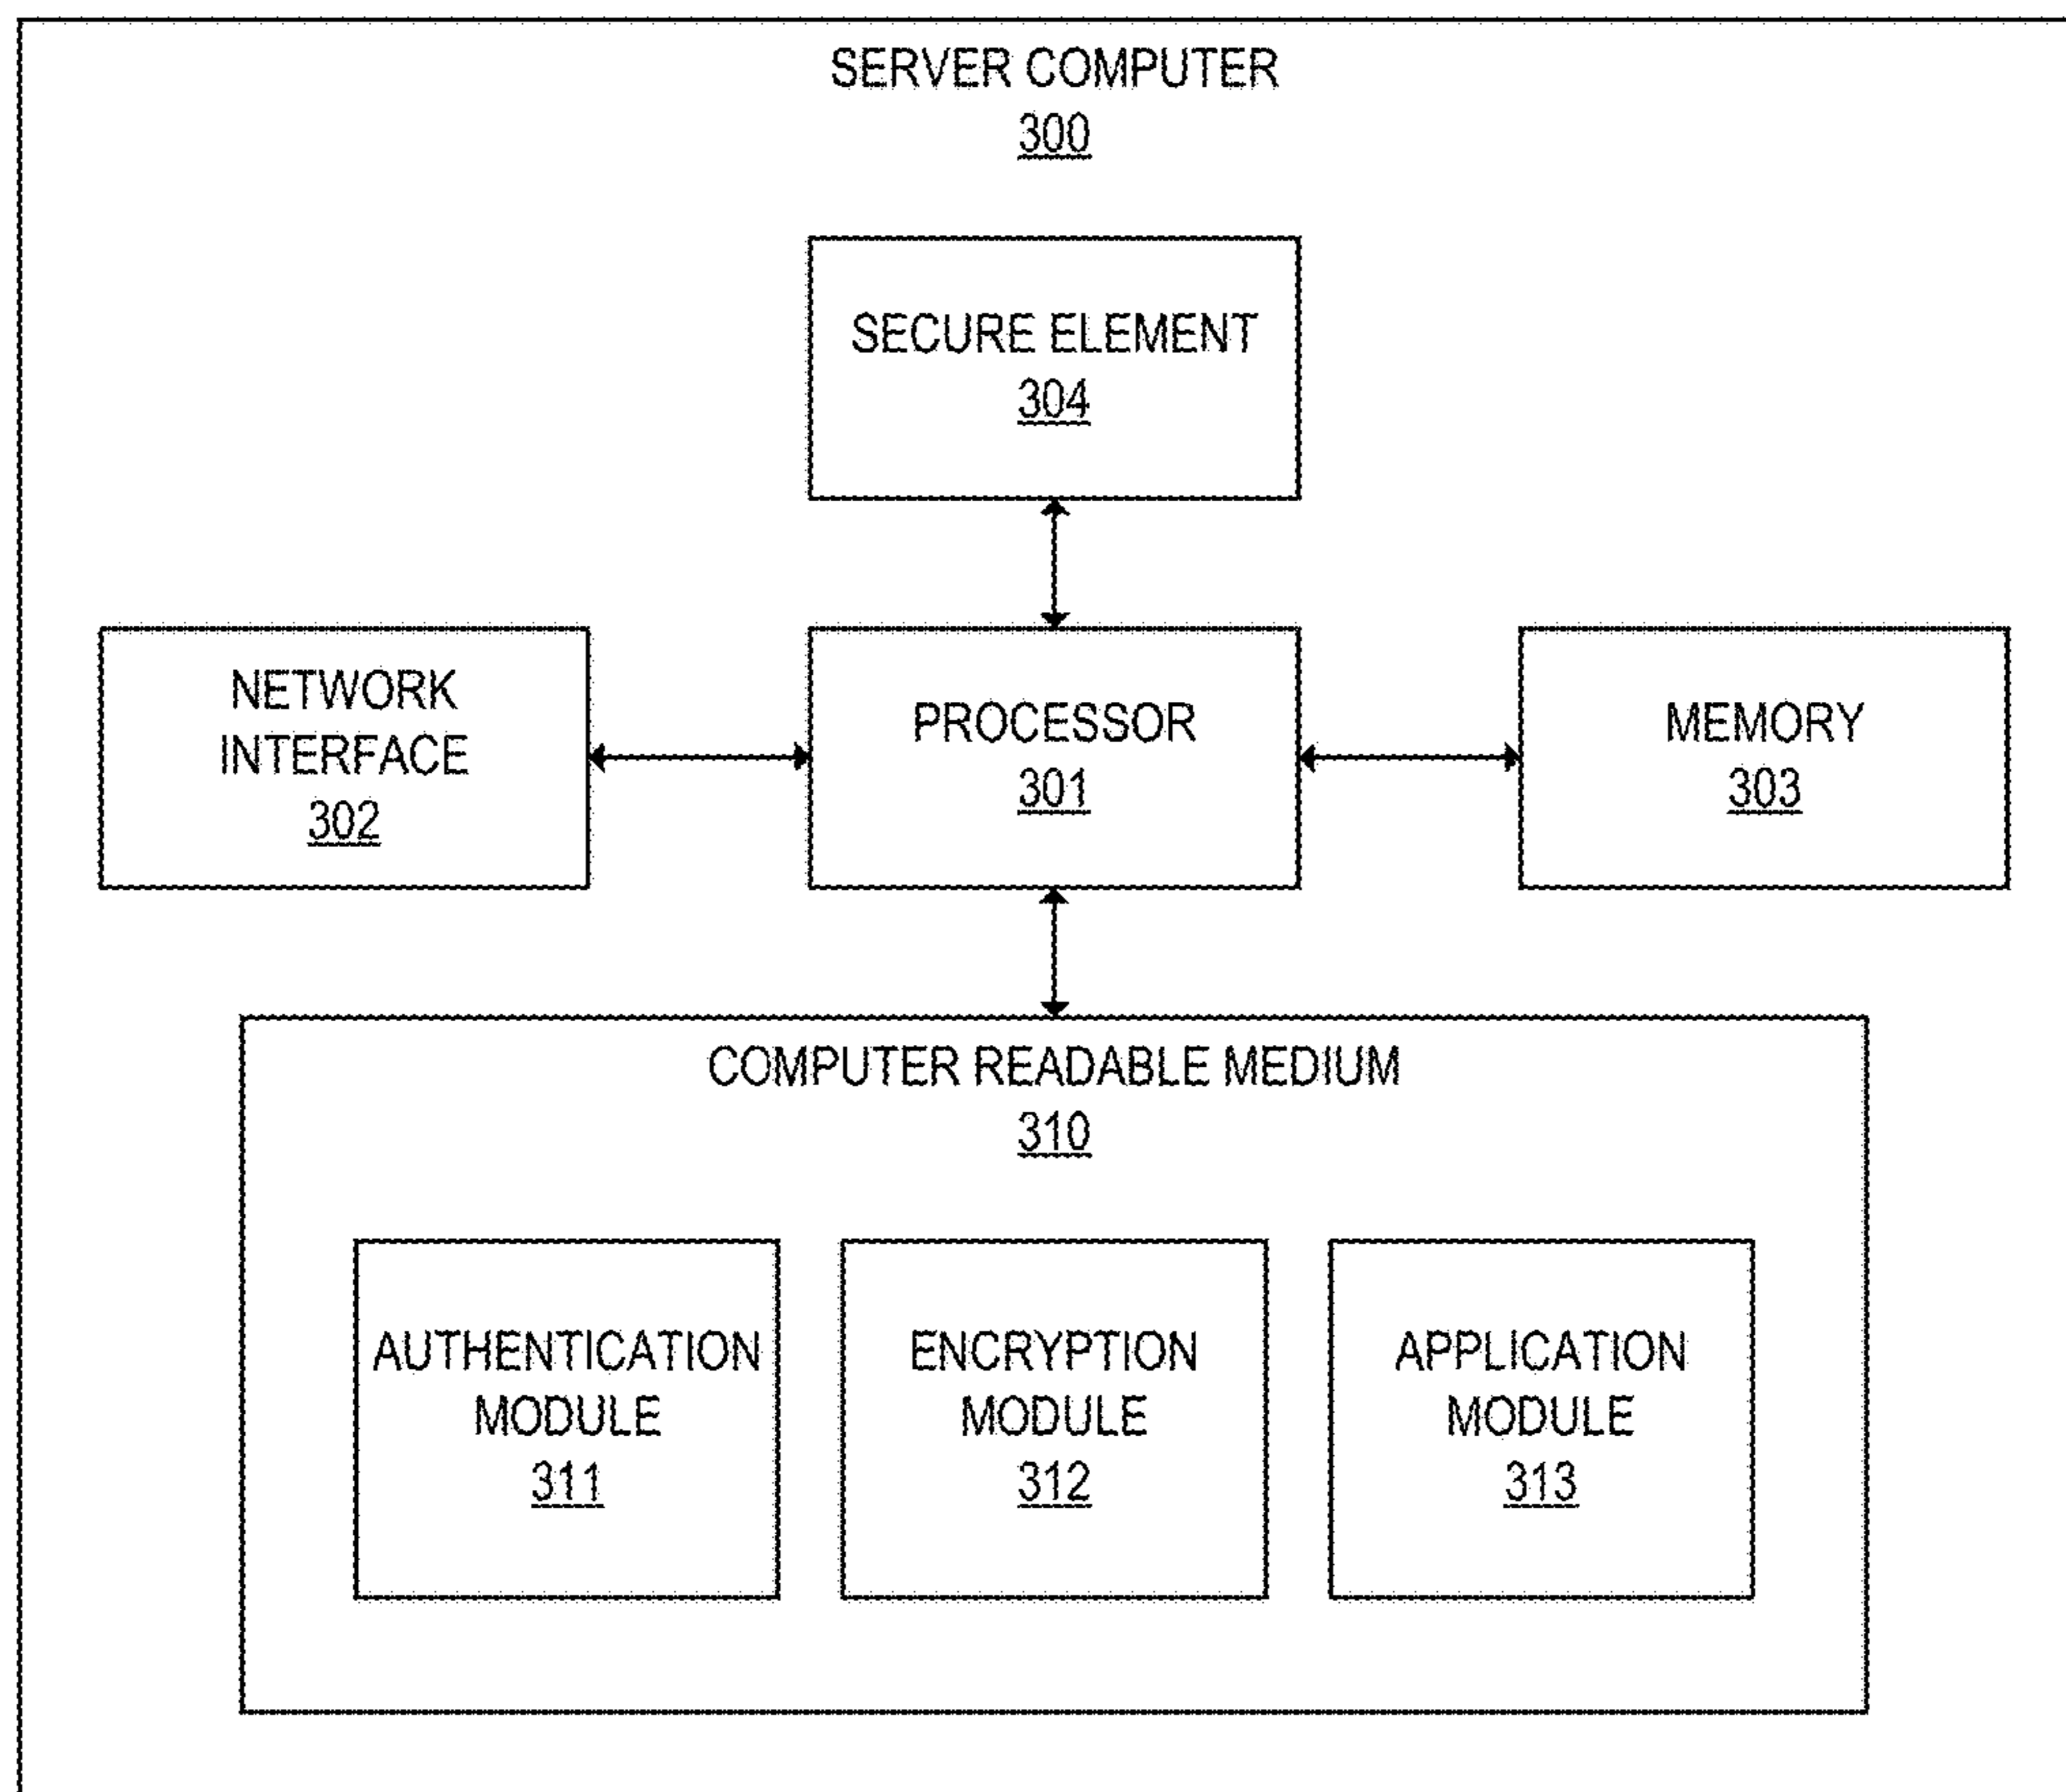 SERVER COMPUTER
300
SECURE ELEMENT
304
NETWORK
INTERFACE
302
PROCESSOR
301
MEMORY
303
COMPUTER READABLE MEDIUM
310
AUTHENTICATION
MODULE
311
ENCRYPTION
MODULE
312
APPLICATION
MODULE
313